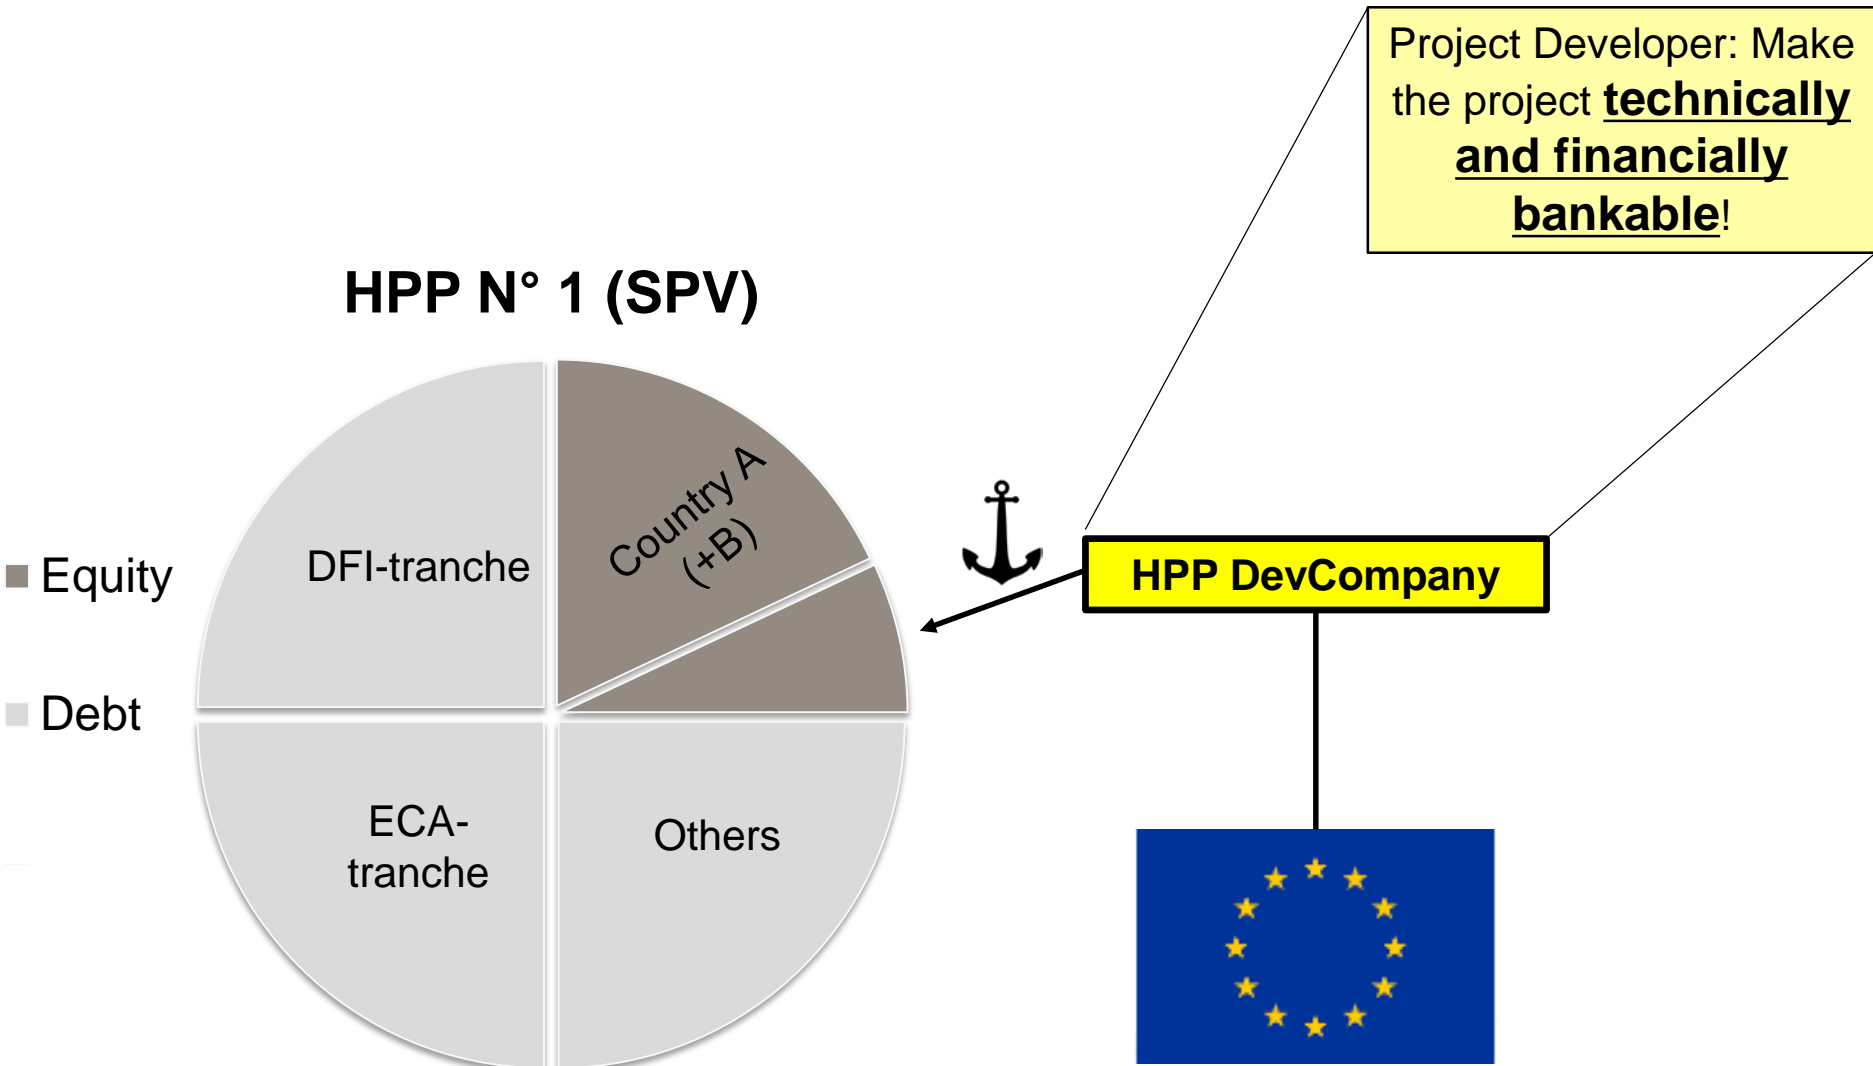 Project Developer: Make
the project technically
and financially
bankable!
HPP N° 1 (SPV)
Equity
Debt
DFI-tranche
Country A
(+B)
ECA-
tranche
Others
HPP DevCompany